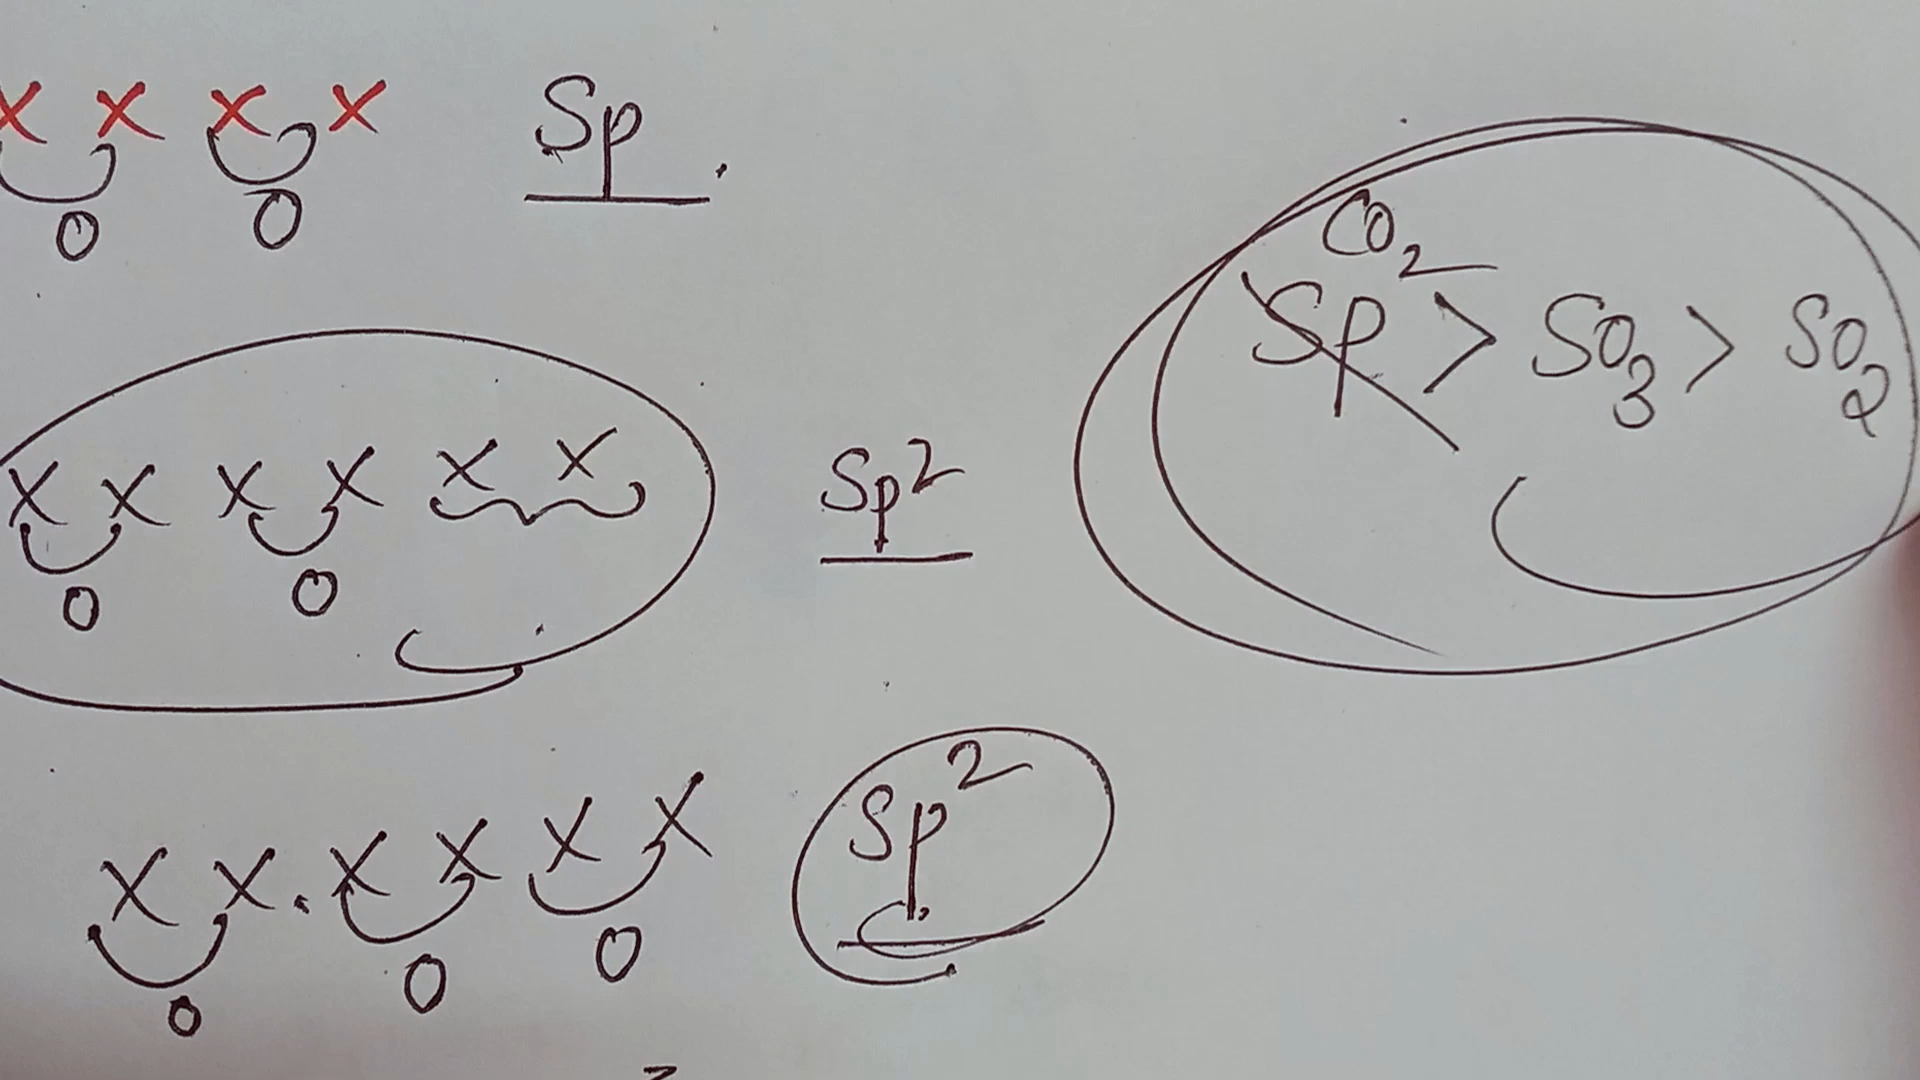 X X X X Sp.
O O
CO2
Sp > SO3 > SO2
X X X X X X Sp²
O O
X X . X X X X Sp²
O O O